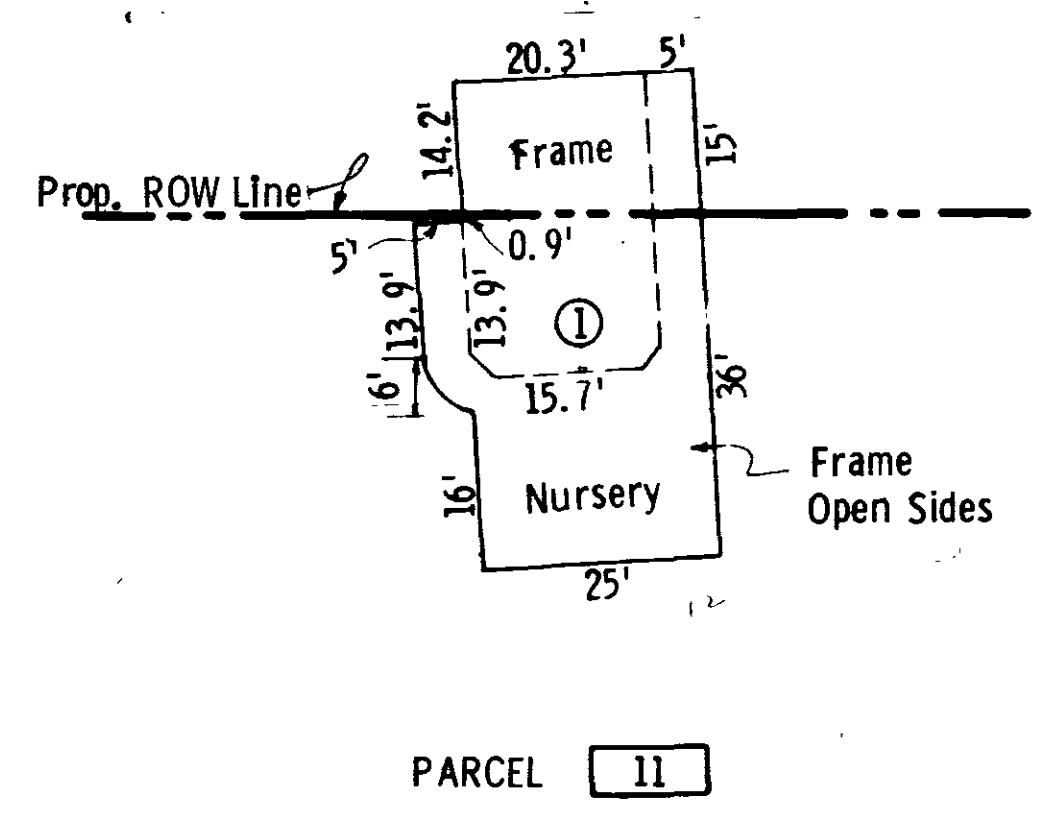 20.3'
5'
14.2'
Frame
15'
Prop. ROW Line
5'
0.9'
13.9'
13.9'
1
6'
15.7'
36'
Frame
Open Sides
16'
Nursery
25'
12
PARCEL 11